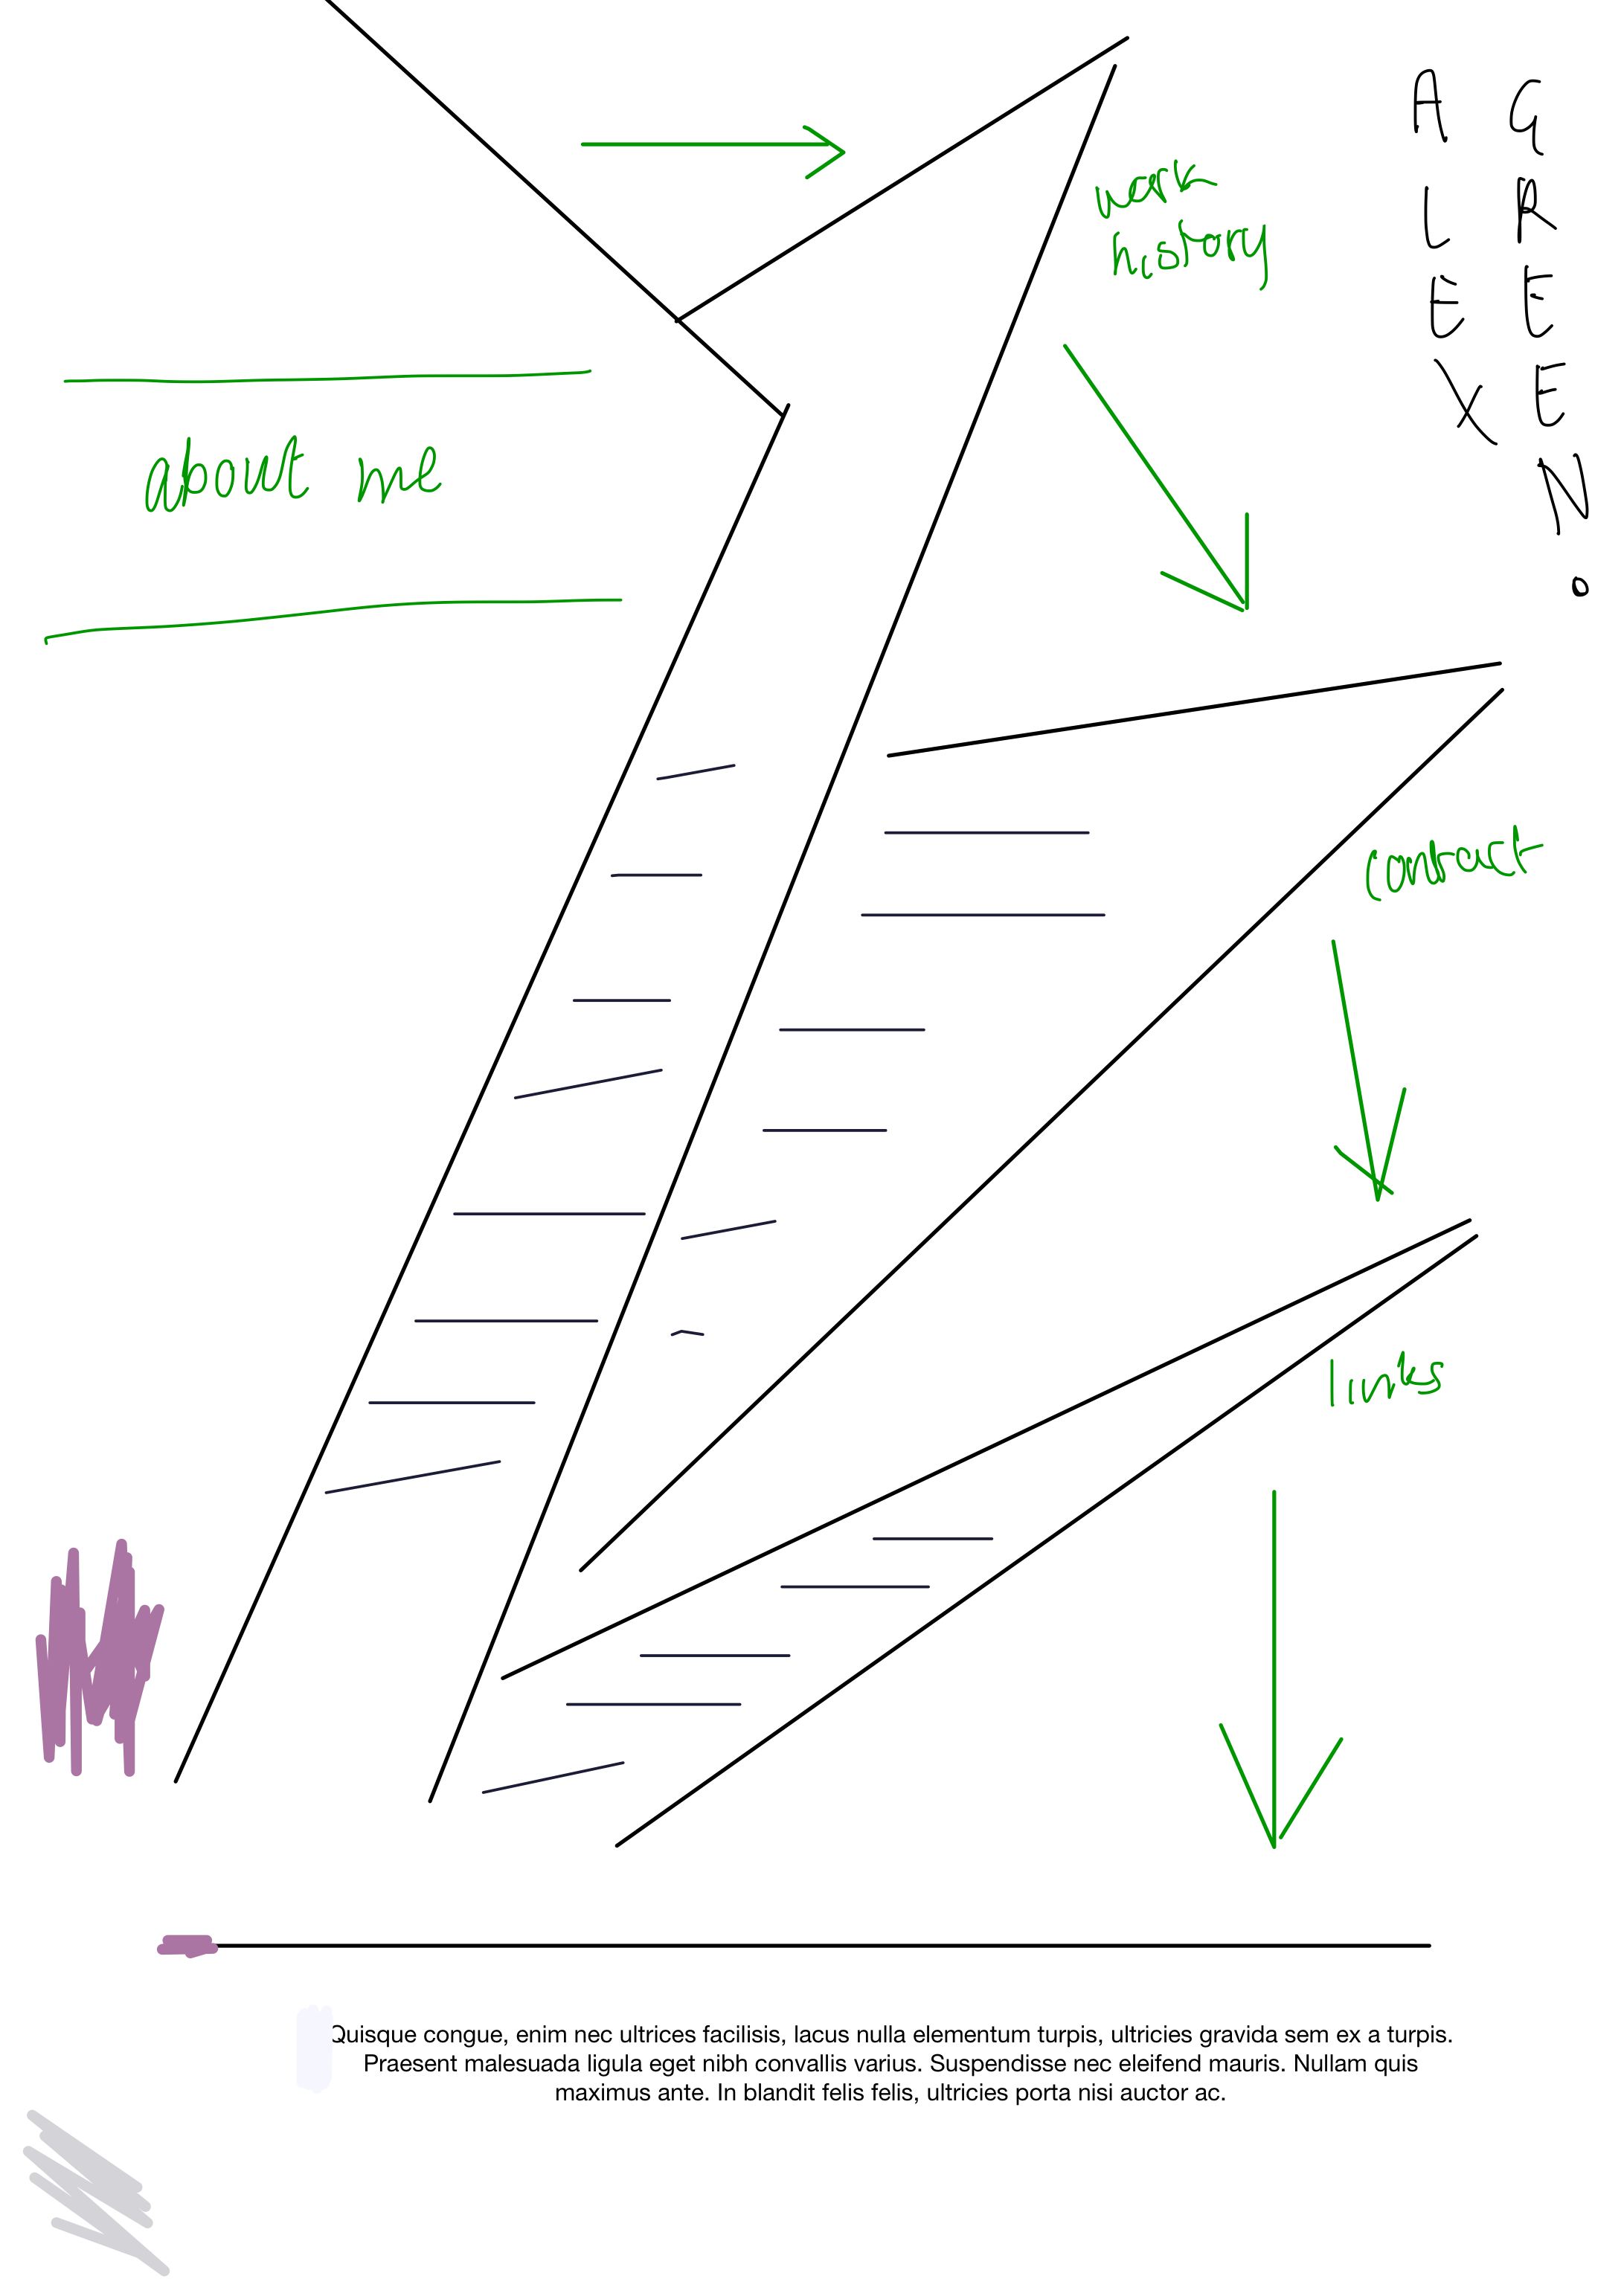 ALEX
GREEN.
work
history
about me
contact
links
Quisque congue, enim nec ultrices facilisis, lacus nulla elementum turpis, ultricies gravida sem ex a turpis.
Praesent malesuada ligula eget nibh convallis varius. Suspendisse nec eleifend mauris. Nullam quis
maximus ante. In blandit felis felis, ultricies porta nisi auctor ac.